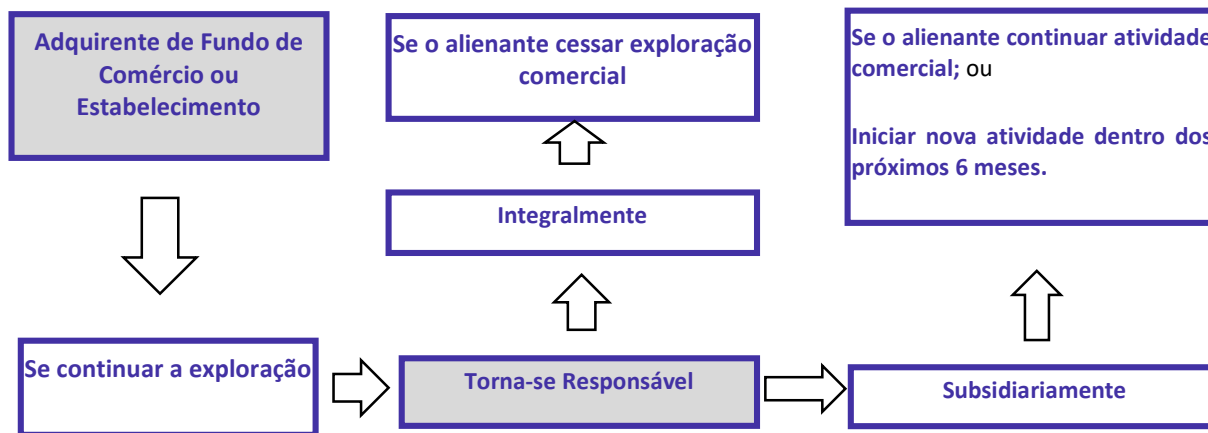 Adquirente de Fundo de
Comércio ou
Estabelecimento
Se o alienante cessar exploração
comercial
Se o alienante continuar atividade
comercial; ou
Iniciar nova atividade dentro dos
próximos 6 meses.
Integralmente
Se continuar a exploração
Torna-se Responsável
Subsidiariamente